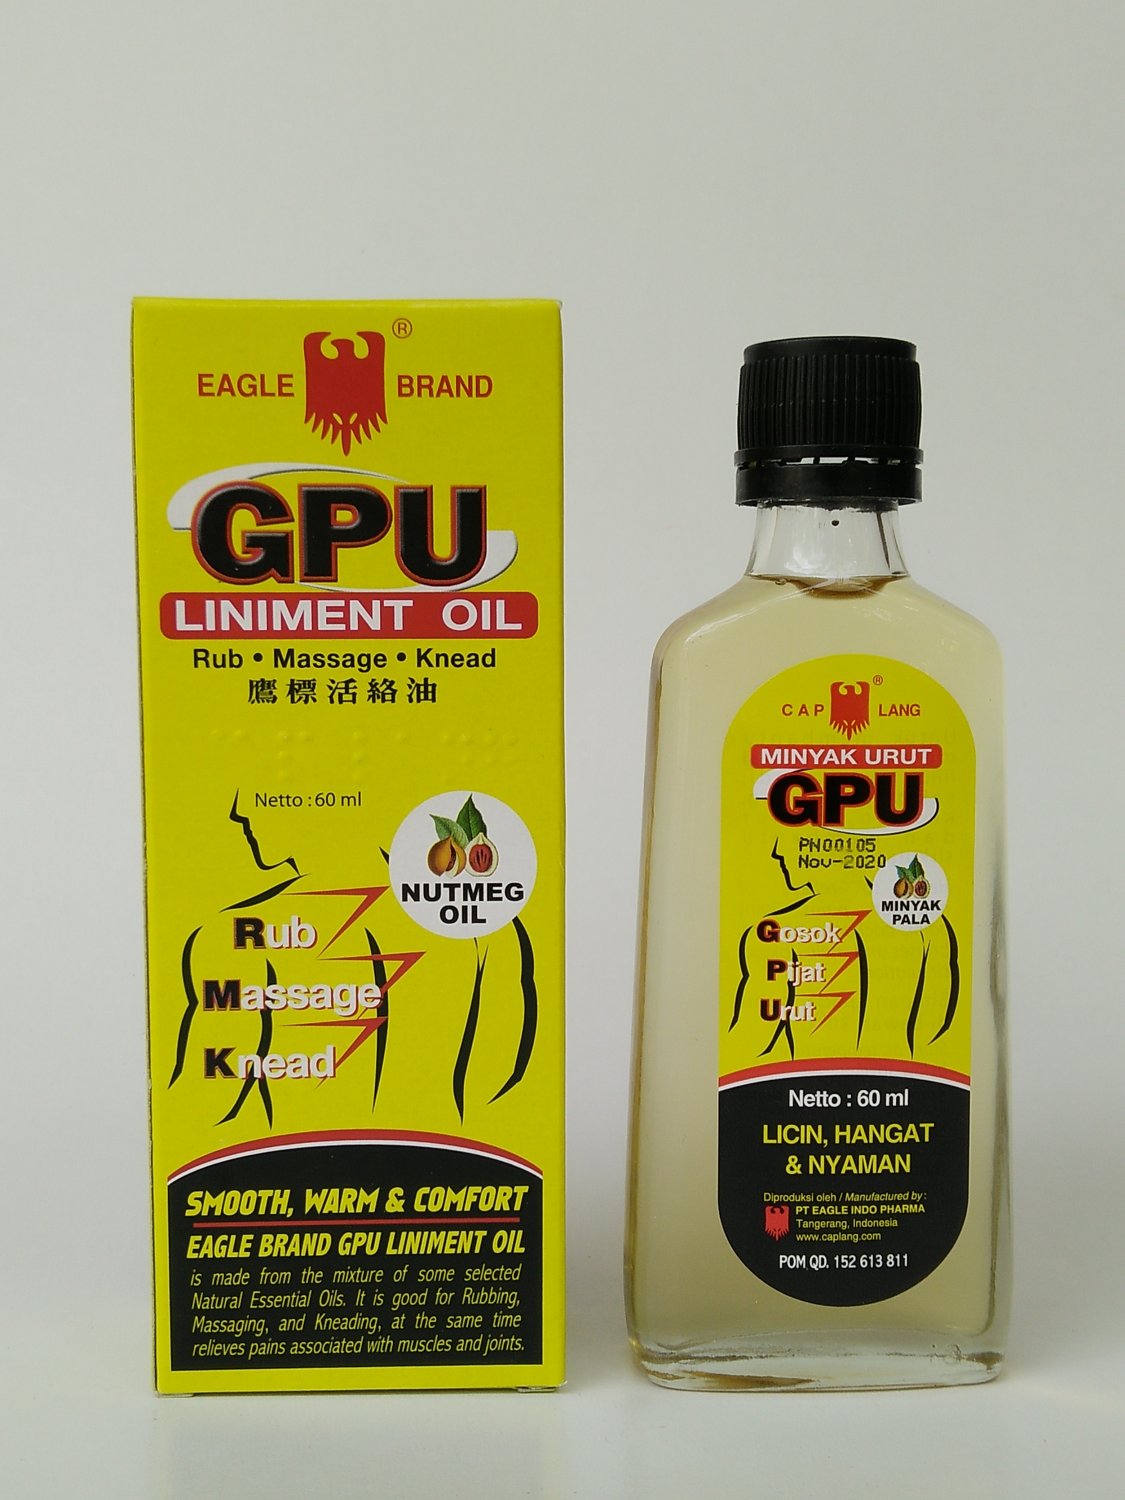 EAGLE BRAND
®
GPU
LINIMENT OIL
Rub • Massage • Knead
鷹標活絡油
Netto : 60 ml
NUTMEG
OIL
Rub
Massage
Knead
SMOOTH, WARM & COMFORT
EAGLE BRAND GPU LINIMENT OIL
is made from the mixture of some selected
Natural Essential Oils. It is good for Rubbing,
Massaging, and Kneading, at the same time
relieves pains associated with muscles and joints.
CAP LANG
®
MINYAK URUT
GPU
PN00105
Nov-2020
MINYAK
PALA
Gosok
Pijat
Urut
Netto : 60 ml
LICIN, HANGAT
& NYAMAN
Diproduksi oleh / Manufactured by :
PT EAGLE INDO PHARMA
Tangerang, Indonesia
www.caplang.com
POM QD. 152 613 811